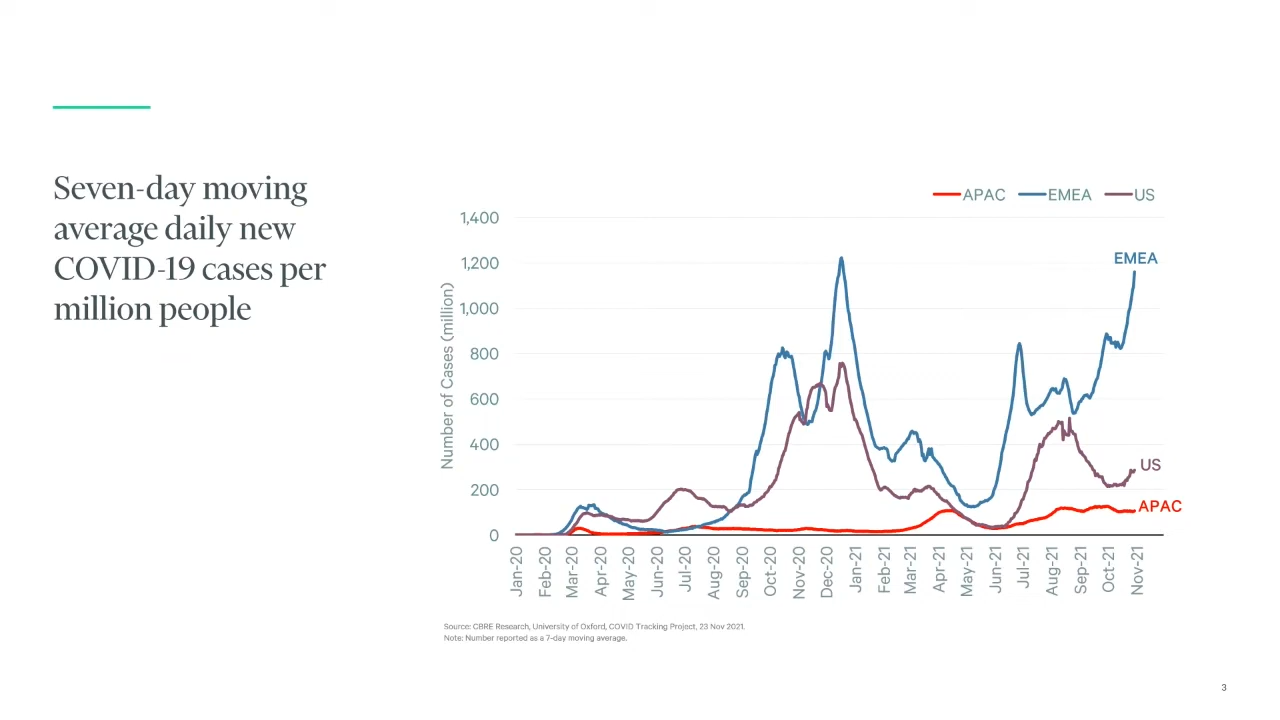 Seven-day moving
average daily new
COVID-19 cases per
million people
APAC EMEA US
Number of Cases (million)
1,400
1,200
1,000
800
600
400
200
0
EMEA
US
APAC
Jan-20 Feb-20 Mar-20 Apr-20 May-20 Jun-20 Jul-20 Aug-20 Sep-20 Oct-20 Nov-20 Dec-20 Jan-21 Feb-21 Mar-21 Apr-21 May-21 Jun-21 Jul-21 Aug-21 Sep-21 Oct-21 Nov-21
Source: CBRE Research, University of Oxford, COVID Tracking Project, 23 Nov 2021.
Note: Number reported as a 7-day moving average.
3